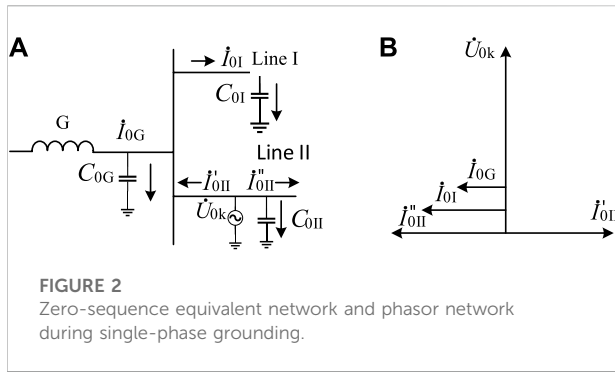 A
B
İ0I Line I
U̇0k
C0I
G
İ0G
Line II
C0G
İ'0II
İ''0II
U̇0k
C0II
İ0G
İ0I
İ''0II
İ'0II
FIGURE 2
Zero-sequence equivalent network and phasor network
during single-phase grounding.